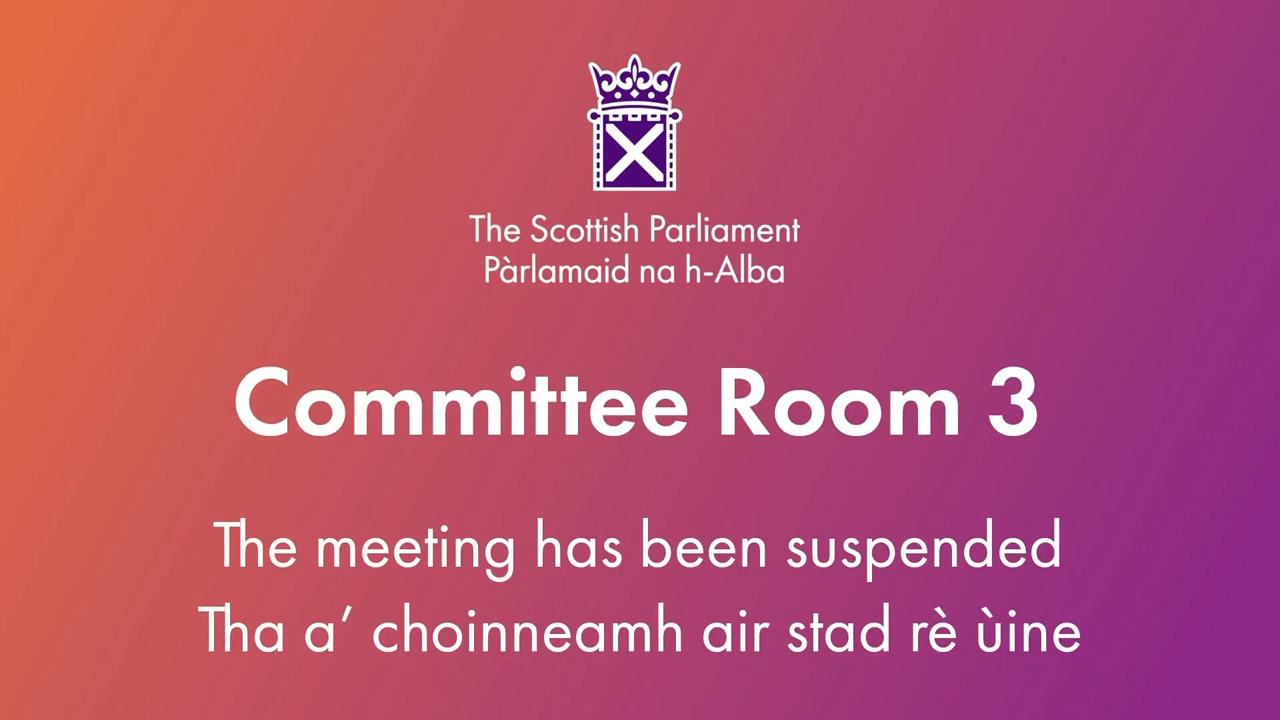 The Scottish Parliament
Pàrlamaid na h-Alba
Committee Room 3
The meeting has been suspended
Tha a’ choinneamh air stad rè ùine